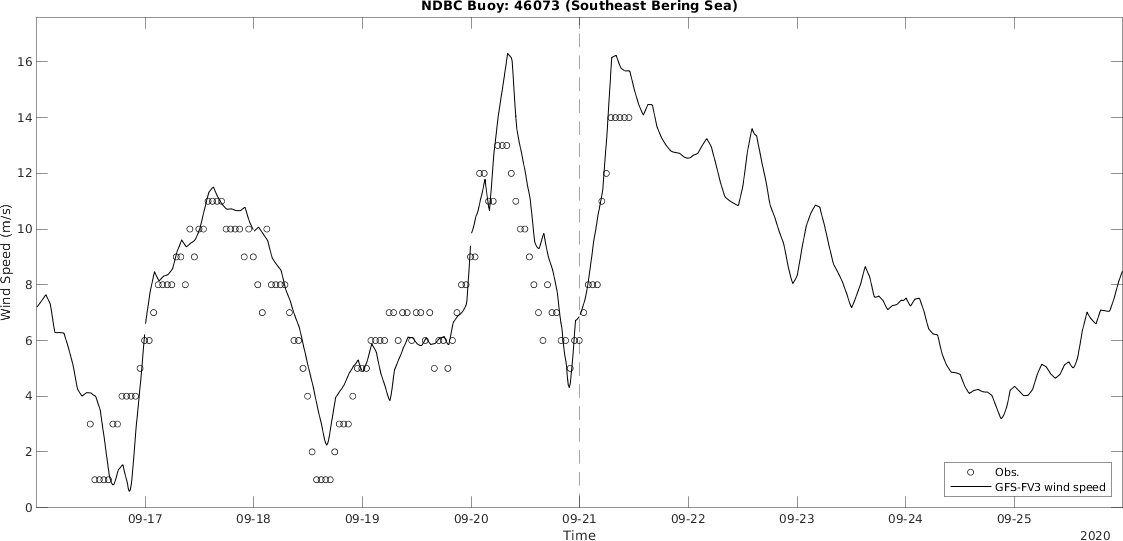 NDBC Buoy: 46073 (Southeast Bering Sea)
Wind Speed (m/s)
16
14
12
10
8
6
4
2
0
Obs.
GFS-FV3 wind speed
09-17 09-18 09-19 09-20 09-21 09-22 09-23 09-24 09-25
Time
2020